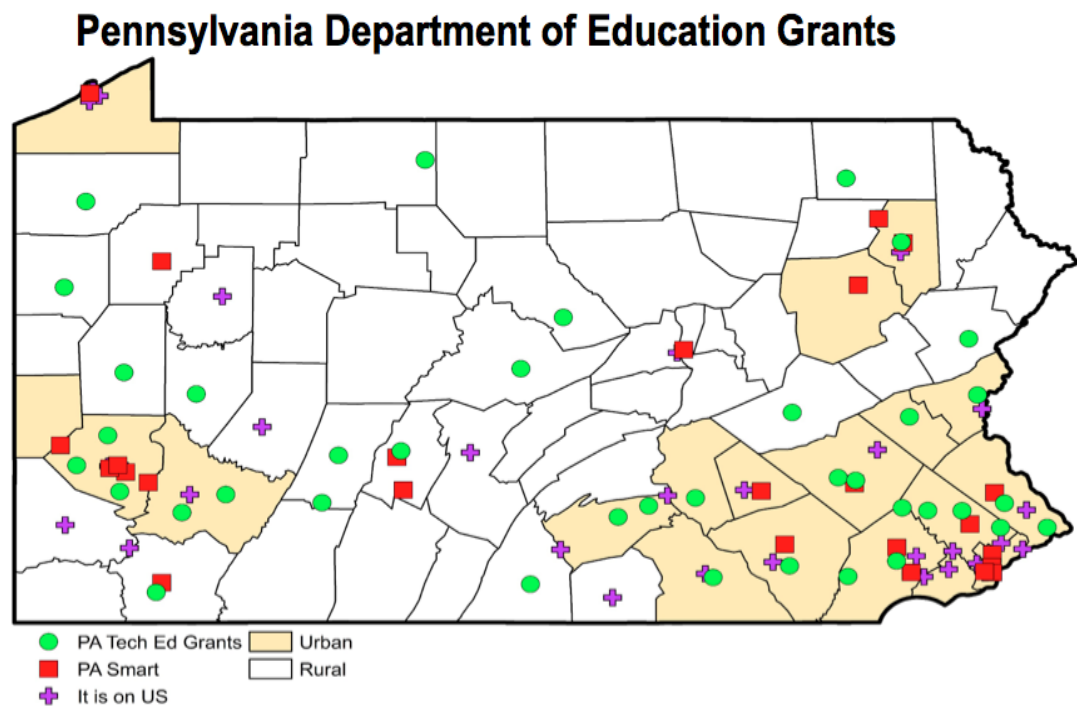 Pennsylvania Department of Education Grants
PA Tech Ed Grants Urban
PA Smart Rural
It is on US